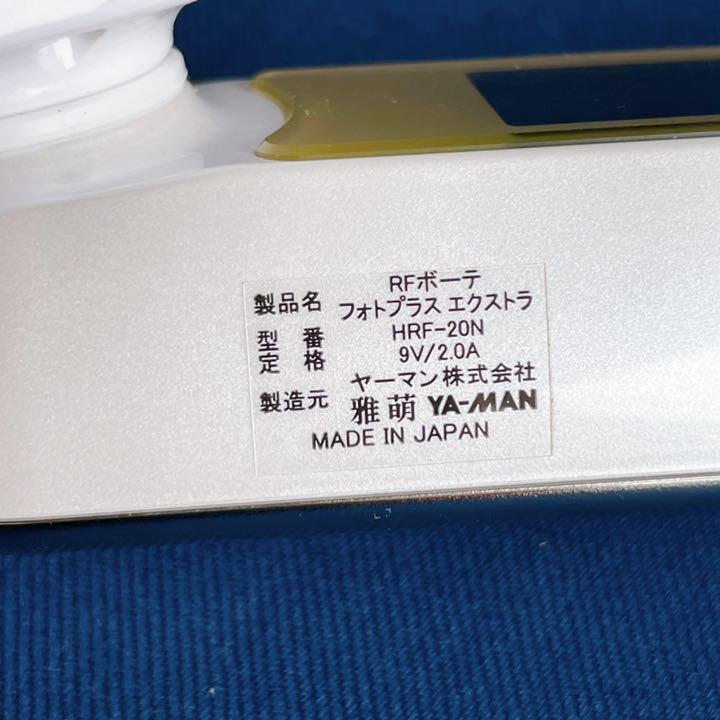 製品名 RFボーテ
フォトプラス エクストラ
型番 HRF-20N
定格 9V/2.0A
製造元 ヤーマン株式会社
雅萌 YA-MAN
MADE IN JAPAN